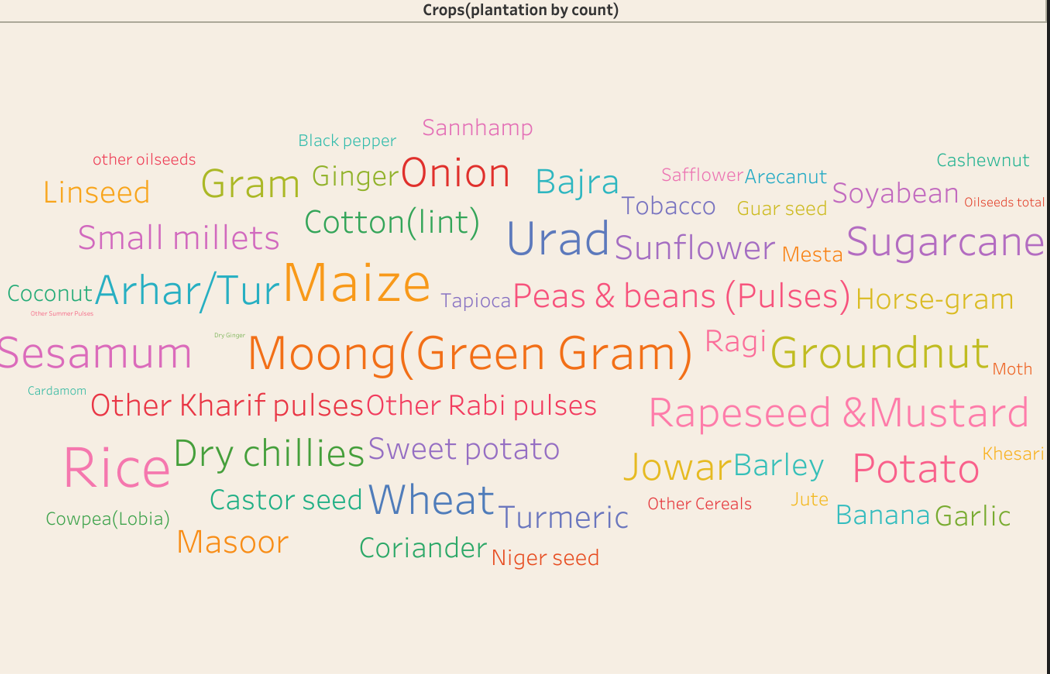 Crops(plantation by count)
Sannhamp
Black pepper
other oilseeds
Cashewnut
Linseed
Gram
Ginger
Onion
Bajra
Safflower
Arecanut
Soyabean
Oilseeds total
Tobacco
Guar seed
Cotton(lint)
Small millets
Urad
Sunflower
Mesta
Sugarcane
Coconut
Arhar/Tur
Maize
Tapioca
Peas & beans (Pulses)
Horse-gram
Other Summer Pulses
Dry Ginger
Sesamum
Moong(Green Gram)
Ragi
Groundnut
Moth
Cardamom
Other Kharif pulses
Other Rabi pulses
Rapeseed &Mustard
Rice
Dry chillies
Sweet potato
Jowar
Barley
Potato
Khesari
Castor seed
Wheat
Turmeric
Other Cereals
Jute
Banana
Garlic
Cowpea(Lobia)
Masoor
Coriander
Niger seed